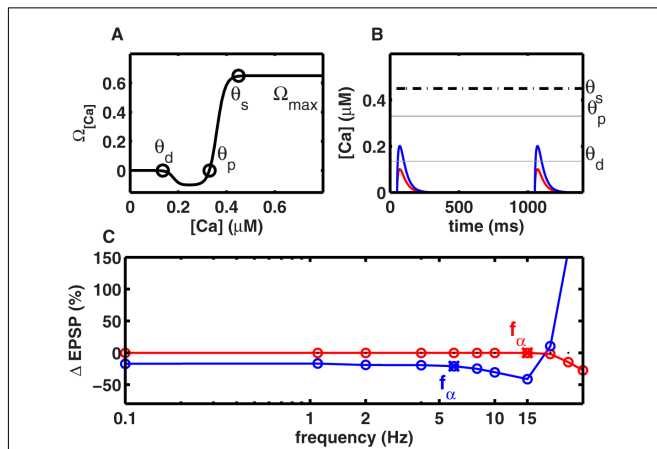 A
Ω[Ca]
0.6
0.4
0.2
0
θd
θp
θs
Ωmax
0 0.2 0.4 0.6
[Ca] (μM)
B
[Ca] (μM)
0.4
0.2
0
θs
θp
θd
0 500 1000
time (ms)
C
Δ EPSP (%)
150
100
50
0
−50
fα
fα
0.1 1 2 5 10 15
frequency (Hz)